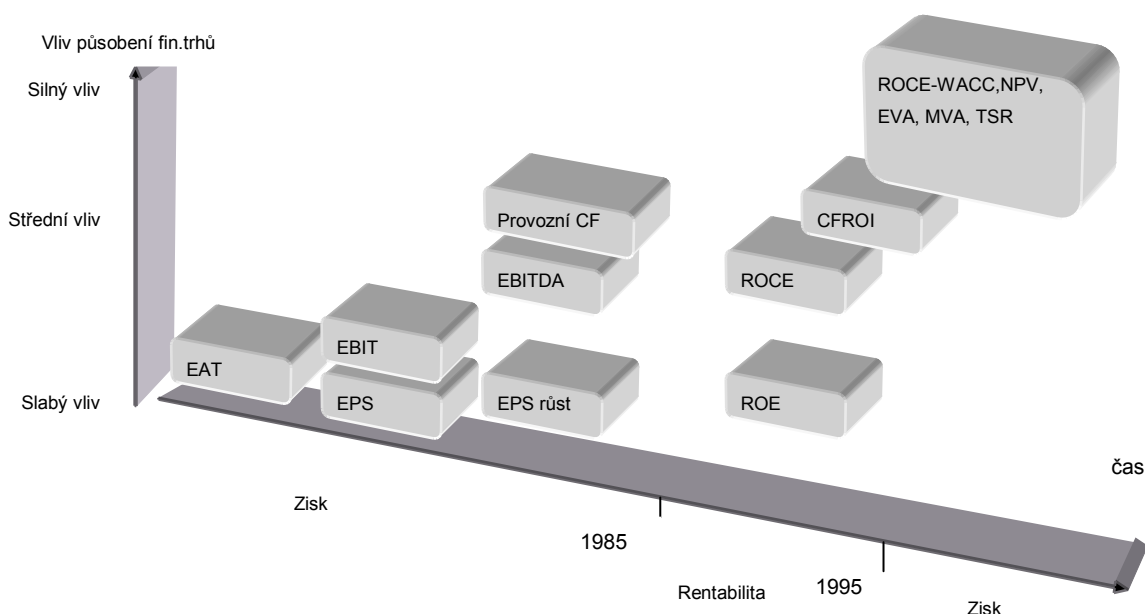 Vliv působení fin.trhů
Silný vliv
ROCE-WACC,NPV,
EVA, MVA, TSR
Střední vliv
Provozní CF
CFROI
EBITDA
ROCE
EBIT
EAT
Slabý vliv
EPS
EPS růst
ROE
čas
Zisk
1985
1995
Rentabilita
Zisk